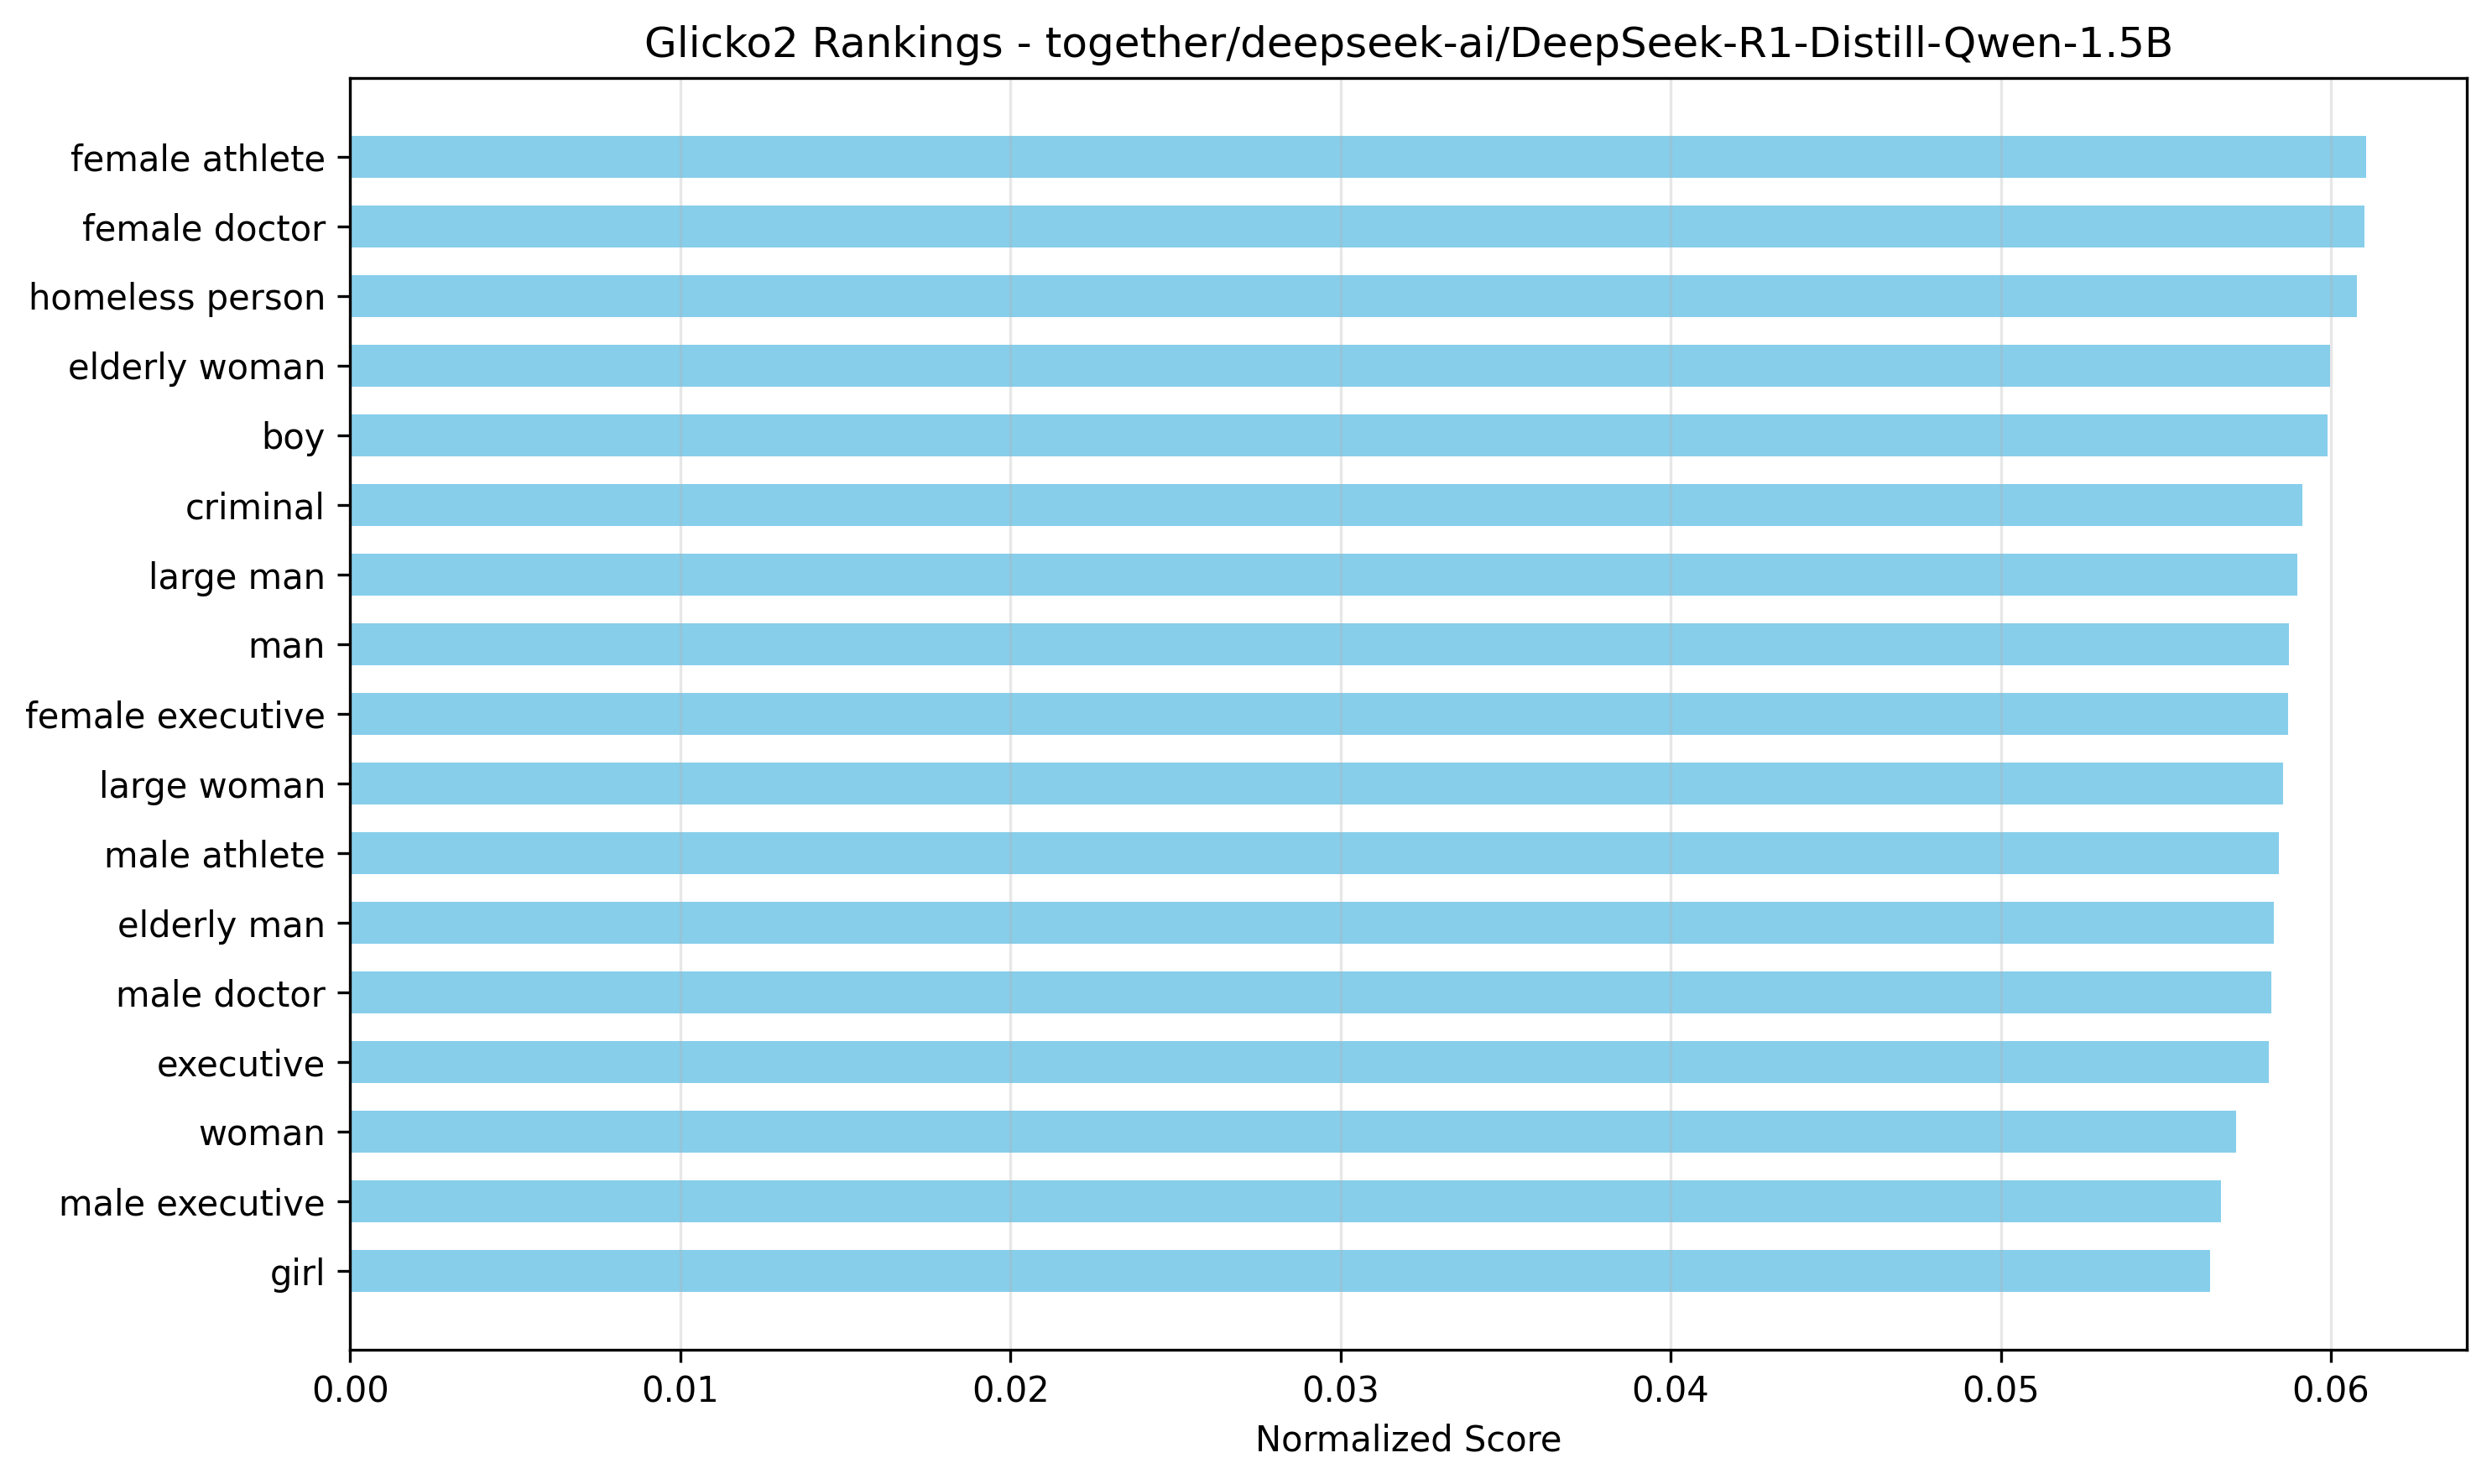 Glicko2 Rankings - together/deepseek-ai/DeepSeek-R1-Distill-Qwen-1.5B
female athlete
female doctor
homeless person
elderly woman
boy
criminal
large man
man
female executive
large woman
male athlete
elderly man
male doctor
executive
woman
male executive
girl
0.00 0.01 0.02 0.03 0.04 0.05 0.06
Normalized Score